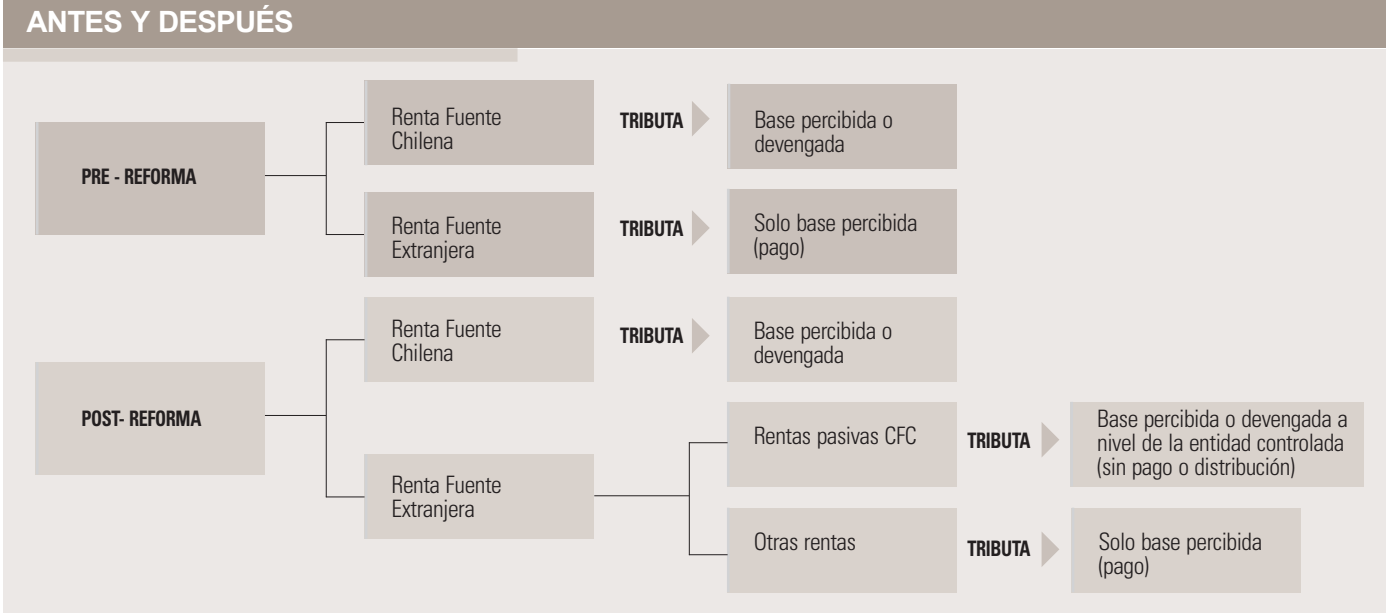 ANTES Y DESPUÉS
PRE - REFORMA
Renta Fuente
Chilena
TRIBUTA
Base percibida o
devengada
Renta Fuente
Extranjera
TRIBUTA
Solo base percibida
(pago)
POST- REFORMA
Renta Fuente
Chilena
TRIBUTA
Base percibida o
devengada
Renta Fuente
Extranjera
Rentas pasivas CFC
TRIBUTA
Base percibida o devengada a
nivel de la entidad controlada
(sin pago o distribución)
Otras rentas
TRIBUTA
Solo base percibida
(pago)